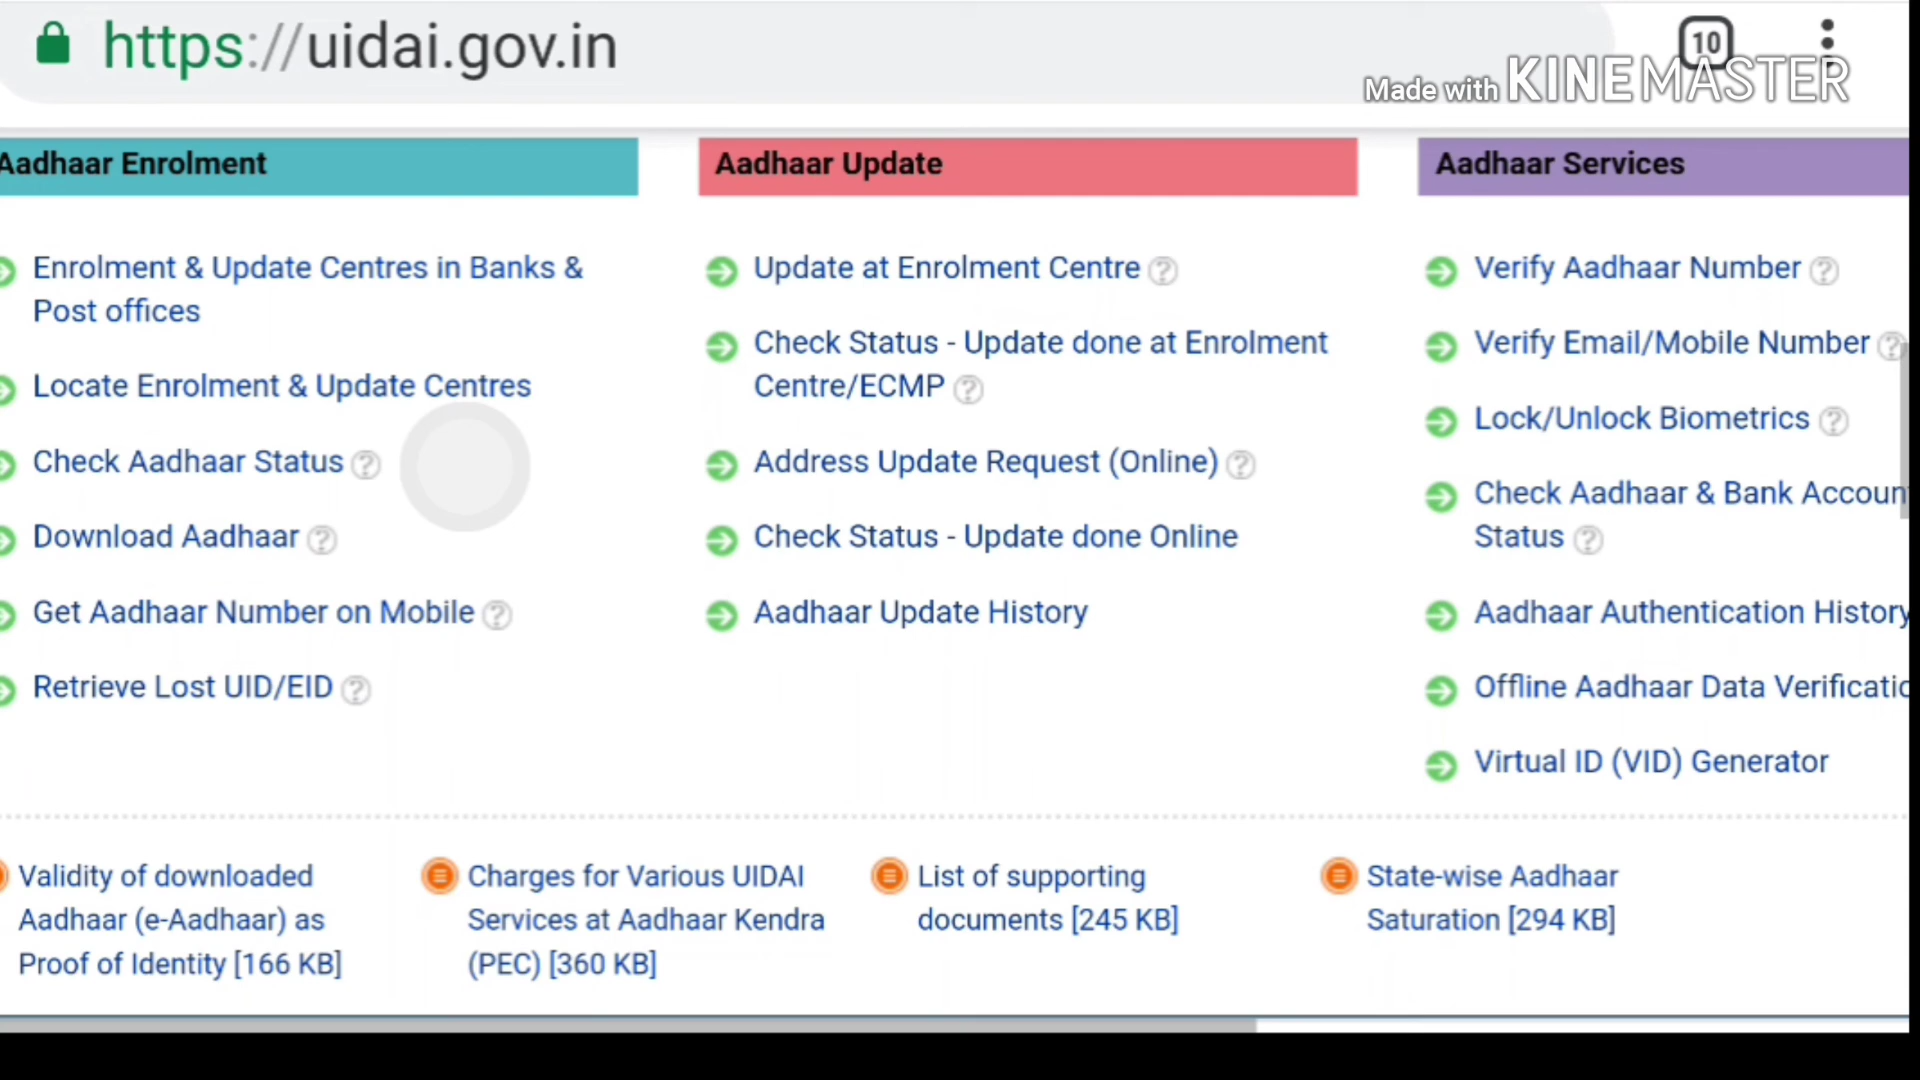 https://uidai.gov.in
10
Made with KINEMASTER
Aadhaar Enrolment
Enrolment & Update Centres in Banks &
Post offices
Locate Enrolment & Update Centres
Check Aadhaar Status ?
Download Aadhaar ?
Get Aadhaar Number on Mobile ?
Retrieve Lost UID/EID ?
Aadhaar Update
Update at Enrolment Centre ?
Check Status - Update done at Enrolment
Centre/ECMP ?
Address Update Request (Online) ?
Check Status - Update done Online
Aadhaar Update History
Aadhaar Services
Verify Aadhaar Number ?
Verify Email/Mobile Number ?
Lock/Unlock Biometrics ?
Check Aadhaar & Bank Accoun
Status ?
Aadhaar Authentication History
Offline Aadhaar Data Verificatio
Virtual ID (VID) Generator
Validity of downloaded
Aadhaar (e-Aadhaar) as
Proof of Identity [166 KB]
Charges for Various UIDAI
Services at Aadhaar Kendra
(PEC) [360 KB]
List of supporting
documents [245 KB]
State-wise Aadhaar
Saturation [294 KB]